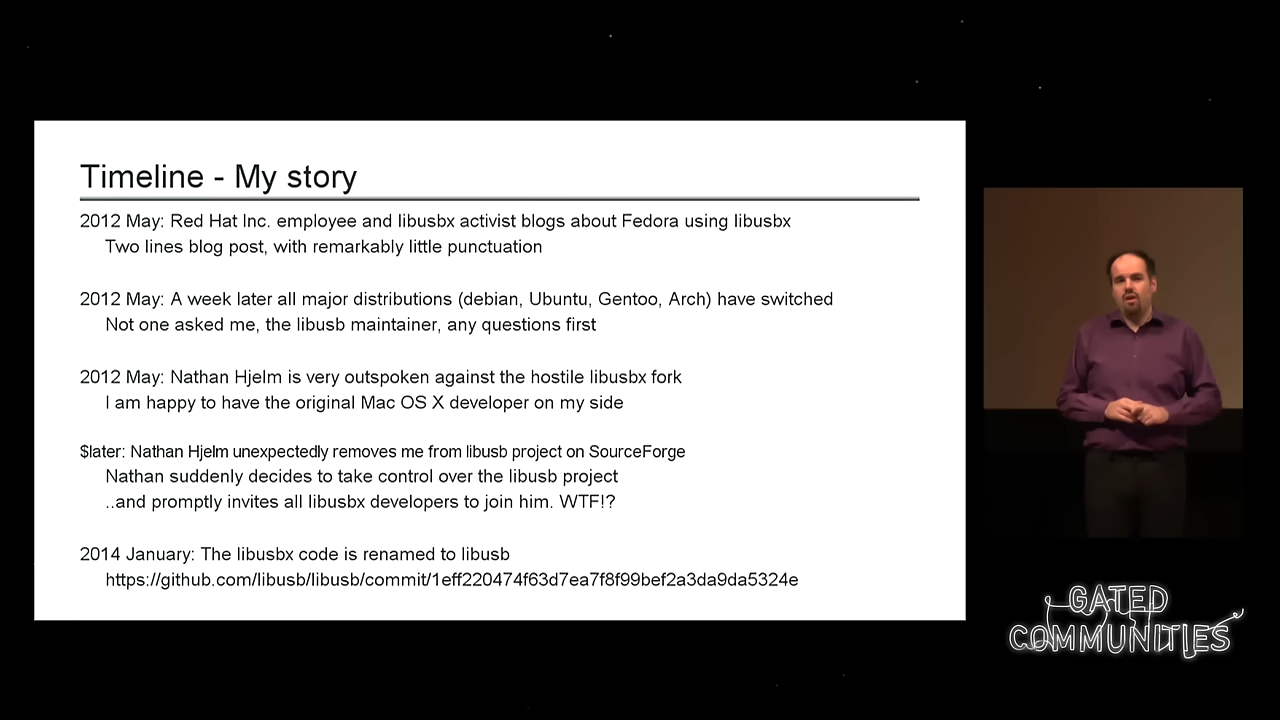 Timeline - My story
2012 May: Red Hat Inc. employee and libusbx activist blogs about Fedora using libusbx
Two lines blog post, with remarkably little punctuation
2012 May: A week later all major distributions (debian, Ubuntu, Gentoo, Arch) have switched
Not one asked me, the libusb maintainer, any questions first
2012 May: Nathan Hjelm is very outspoken against the hostile libusbx fork
I am happy to have the original Mac OS X developer on my side
$later: Nathan Hjelm unexpectedly removes me from libusb project on SourceForge
Nathan suddenly decides to take control over the libusb project
..and promptly invites all libusbx developers to join him. WTF!?
2014 January: The libusbx code is renamed to libusb
https://github.com/libusb/libusb/commit/1eff220474f63d7ea7f8f99bef2a3da9da5324e
GATED
COMMUNITIES